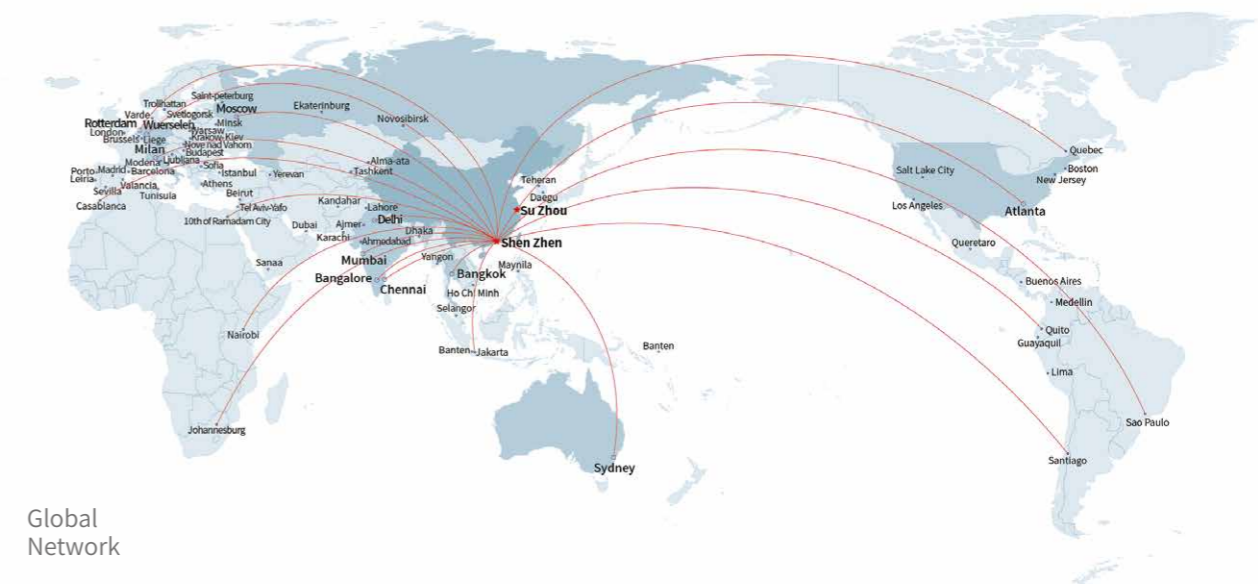 Trolihattan
Saint-peterburg
Varde
Svetlogorsk
Moscow
Ekaterinburg
Novosibirsk
Rotterdam
Wuerselen
Minsk
London
Brussels
Liege
Warsaw
Krakow
Kiev
Milan
Nove nad Vahom
Budapest
Modena
Ljubljana
Sofia
Alma-ata
Tashkent
Porto
Madrid
Barcelona
Istanbul
Yerevan
Leiria
Sevilla
Valancia,
Athens
Tunisula
Beirut
Casablanca
Tel Aviv-Yafo
10th of Ramadam City
Kandahar
Lahore
Delhi
Dubai
Ajmer
Karachi
Ahmedabad
Dhaka
Teheran
Daegu
Su Zhou
Shen Zhen
Sanaa
Mumbai
Yangon
Maynila
Bangalore
Bangkok
Chennai
Ho Chi Minh
Selangor
Nairobi
Banten
Jakarta
Banten
Johannesburg
Sydney
Quebec
Boston
New Jersey
Salt Lake City
Los Angeles
Atlanta
Queretaro
Buenos Aires
Medellin
Quito
Guayaquil
Lima
Sao Paulo
Santiago
Global
Network